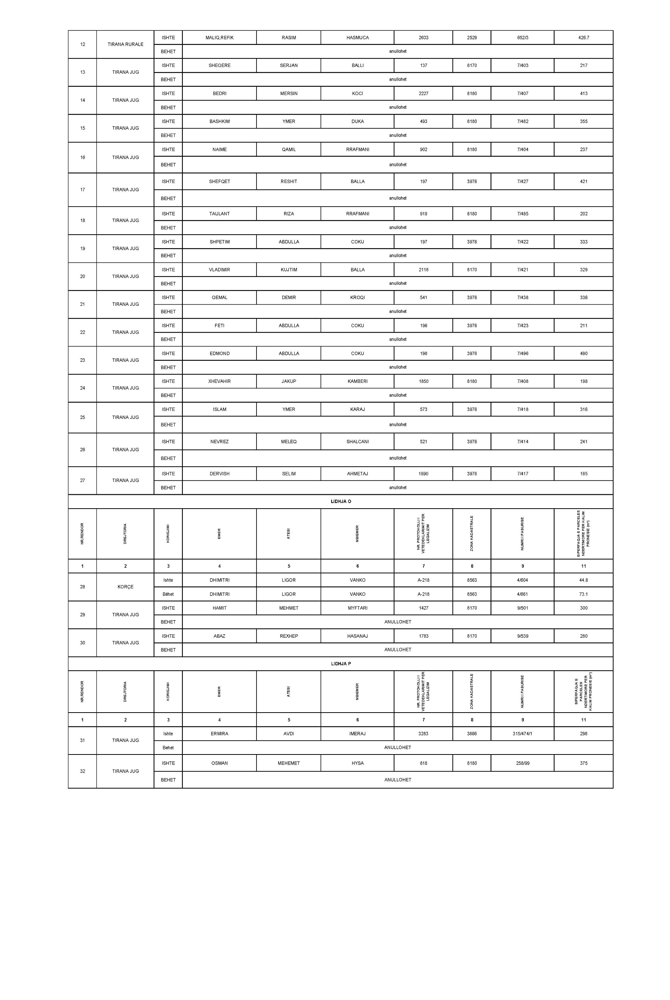 12 TIRANA RURALE ISHTE MALIQ,REFIK RASIM HASMUCA 2633 2529 652/3 426.7
BEHET anullohet
13 TIRANA JUG ISHTE SHEQERE SERJAN BALLI 137 8170 7/403 217
BEHET anullohet
14 TIRANA JUG ISHTE BEDRI MERSIN KOCI 2227 8180 7/407 413
BEHET anullohet
15 TIRANA JUG ISHTE BASHKIM YMER DUKA 493 8180 7/482 355
BEHET anullohet
16 TIRANA JUG ISHTE NAIME QAMIL RRAFMANI 902 8180 7/404 237
BEHET anullohet
17 TIRANA JUG ISHTE SHEFQET RESHIT BALLA 197 3976 7/427 421
BEHET anullohet
18 TIRANA JUG ISHTE TAULANT RIZA RRAFMANI 919 8180 7/485 202
BEHET anullohet
19 TIRANA JUG ISHTE SHPETIM ABDULLA COKU 197 3976 7/422 333
BEHET anullohet
20 TIRANA JUG ISHTE VLADIMIR KUJTIM BALLA 2118 8170 7/421 329
BEHET anullohet
21 TIRANA JUG ISHTE QEMAL DEMIR KROQI 541 3976 7/438 336
BEHET anullohet
22 TIRANA JUG ISHTE FETI ABDULLA COKU 196 3976 7/423 211
BEHET anullohet
23 TIRANA JUG ISHTE EDMOND ABDULLA COKU 198 3976 7/496 490
BEHET anullohet
24 TIRANA JUG ISHTE XHEVAHIR JAKUP KAMBERI 1850 8180 7/408 198
BEHET anullohet
25 TIRANA JUG ISHTE ISLAM YMER KARAJ 573 3976 7/418 316
BEHET anullohet
26 TIRANA JUG ISHTE NEVREZ MELEQ SHALCANI 521 3976 7/414 241
BEHET anullohet
27 TIRANA JUG ISHTE DERVISH SELIM AHMETAJ 1690 3976 7/417 165
BEHET anullohet
LIDHJA O
NR.RENDOR
DREJTORIA
KORIGJIMI
EMER
ATESI
MBIEMER
NR. PROTOKOLLI I
VETEDEKLARIMIT PER
LEGALIZIM
ZONA KADASTRALE
NUMRI I PASURISE
SIPERFAQJA E PARCELES
NDERTIMORE PER KALIM
PRONESIE (m²)
1 2 3 4 5 6 7 8 9 11
28 KORÇE Ishte DHIMITRI LIGOR VANKO A-218 8563 4/604 44.8
Bëhet DHIMITRI LIGOR VANKO A-218 8563 4/661 73.1
29 TIRANA JUG ISHTE HAMIT MEHMET MYFTARI 1427 8170 9/501 300
BEHET ANULLOHET
30 TIRANA JUG ISHTE ABAZ REXHEP HASANAJ 1783 8170 9/539 280
BEHET ANULLOHET
LIDHJA P
NR.RENDOR
DREJTORIA
KORIGJIMI
EMER
ATESI
MBIEMER
NR. PROTOKOLLI I
VETEDEKLARIMIT PER
LEGALIZIM
ZONA KADASTRALE
NUMRI I PASURISE
SIPERFAQJA E
PARCELES
NDERTIMORE PER
KALIM PRONESIE (m²)
1 2 3 4 5 6 7 8 9 11
31 TIRANA JUG Ishte ERMIRA AVDI IMERAJ 3283 3866 315/474/1 298
Behet ANULLOHET
32 TIRANA JUG ISHTE OSMAN MEHEMET HYSA 818 8180 258/99 375
BEHET ANULLOHET